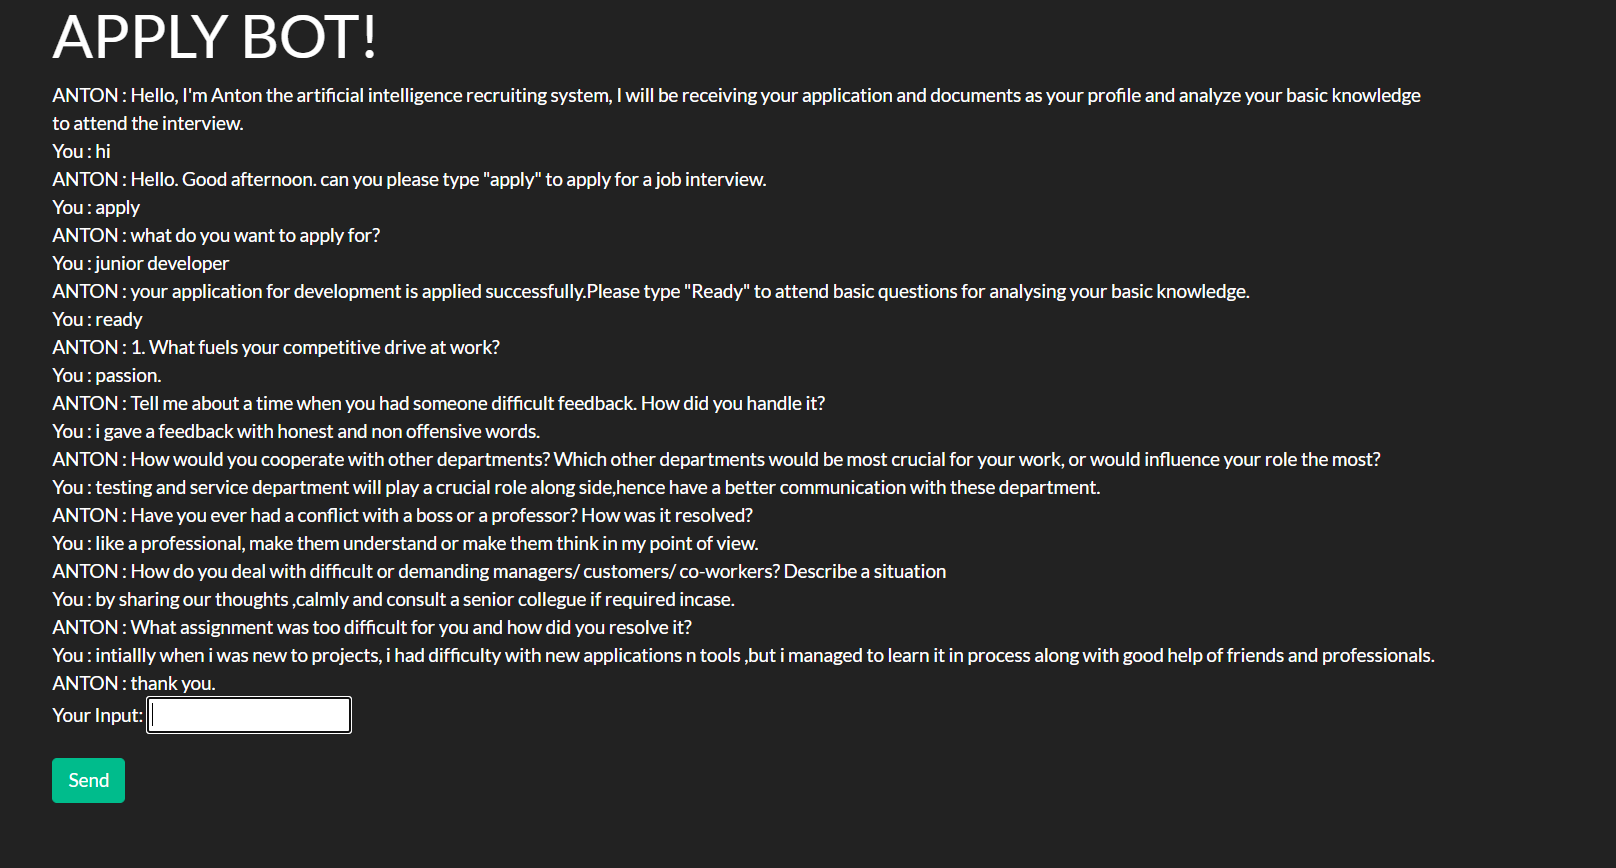 APPLY BOT!
ANTON : Hello, I'm Anton the artificial intelligence recruiting system, I will be receiving your application and documents as your profile and analyze your basic knowledge
to attend the interview.
You : hi
ANTON : Hello. Good afternoon. can you please type "apply" to apply for a job interview.
You : apply
ANTON : what do you want to apply for?
You : junior developer
ANTON : your application for development is applied successfully.Please type "Ready" to attend basic questions for analysing your basic knowledge.
You : ready
ANTON : 1. What fuels your competitive drive at work?
You : passion.
ANTON : Tell me about a time when you had someone difficult feedback. How did you handle it?
You : i gave a feedback with honest and non offensive words.
ANTON : How would you cooperate with other departments? Which other departments would be most crucial for your work, or would influence your role the most?
You : testing and service department will play a crucial role along side,hence have a better communication with these department.
ANTON : Have you ever had a conflict with a boss or a professor? How was it resolved?
You : like a professional, make them understand or make them think in my point of view.
ANTON : How do you deal with difficult or demanding managers/ customers/ co-workers? Describe a situation
You : by sharing our thoughts ,calmly and consult a senior collegue if required incase.
ANTON : What assignment was too difficult for you and how did you resolve it?
You : intiallly when i was new to projects, i had difficulty with new applications n tools ,but i managed to learn it in process along with good help of friends and professionals.
ANTON : thank you.
Your Input:
Send